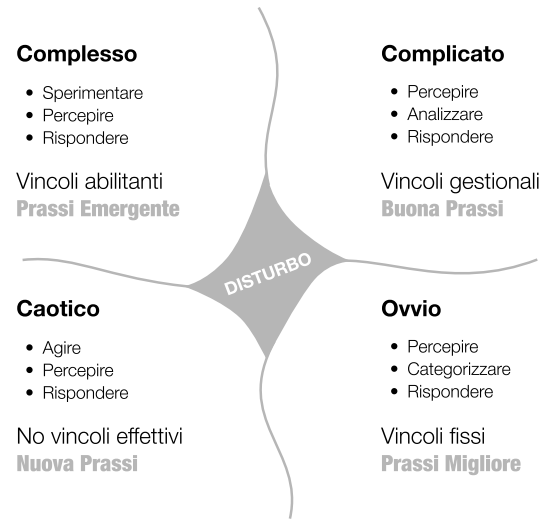 Complesso
• Sperimentare
• Percepire
• Rispondere
Vincoli abilitanti
Prassi Emergente
Complicato
• Percepire
• Analizzare
• Rispondere
Vincoli gestionali
Buona Prassi
DISTURBO
Caotico
• Agire
• Percepire
• Rispondere
No vincoli effettivi
Nuova Prassi
Ovvio
• Percepire
• Categorizzare
• Rispondere
Vincoli fissi
Prassi Migliore